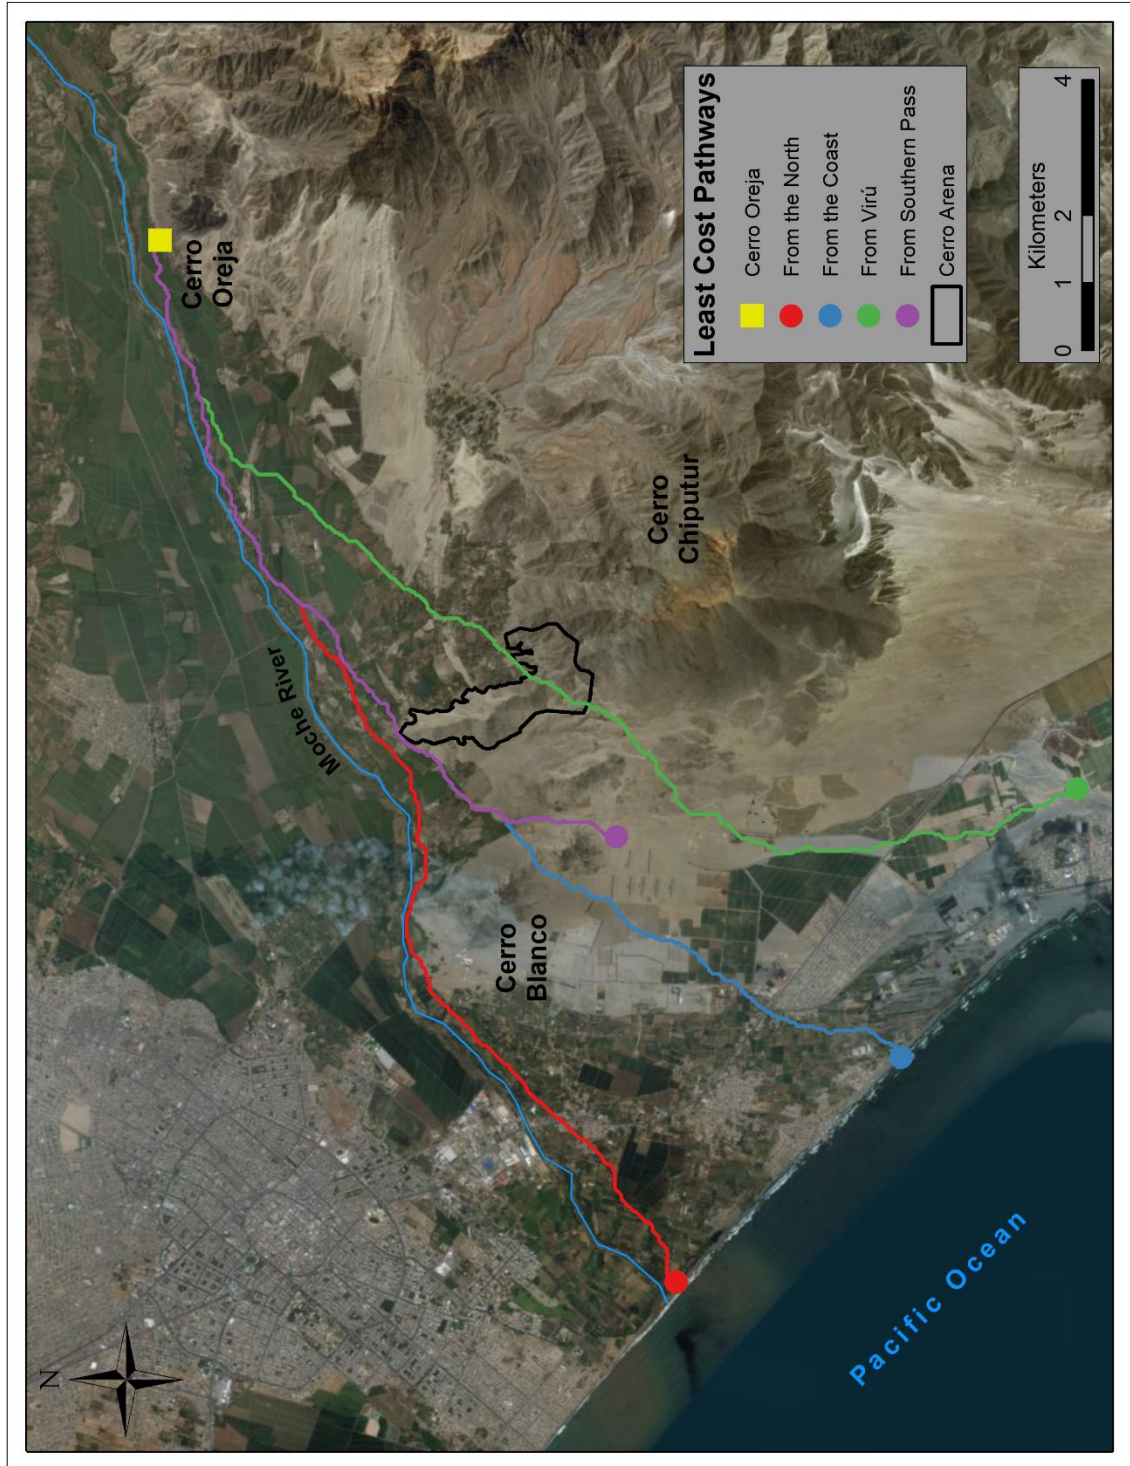 N
Moche River
Cerro
Oreja
Cerro
Blanco
Cerro
Chiputur
Pacific Ocean
Least Cost Pathways
Cerro Oreja
From the North
From the Coast
From Virú
From Southern Pass
Cerro Arena
Kilometers
0 1 2 4